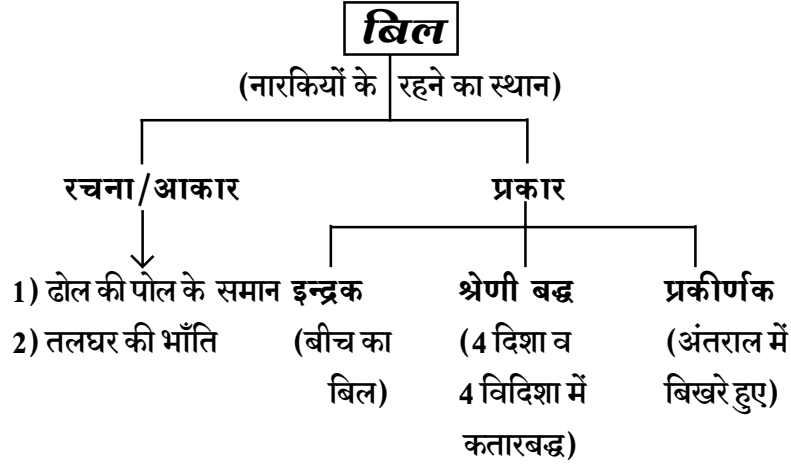 बिल
(नारकियों के रहने का स्थान)
रचना/आकार
प्रकार
1) ढोल की पोल के समान
2) तलघर की भाँति
इन्द्रक
(बीच का
बिल)
श्रेणी बद्ध
(4 दिशा व
4 विदिशा में
कतारबद्ध)
प्रकीर्णक
(अंतराल में
बिखरे हुए)